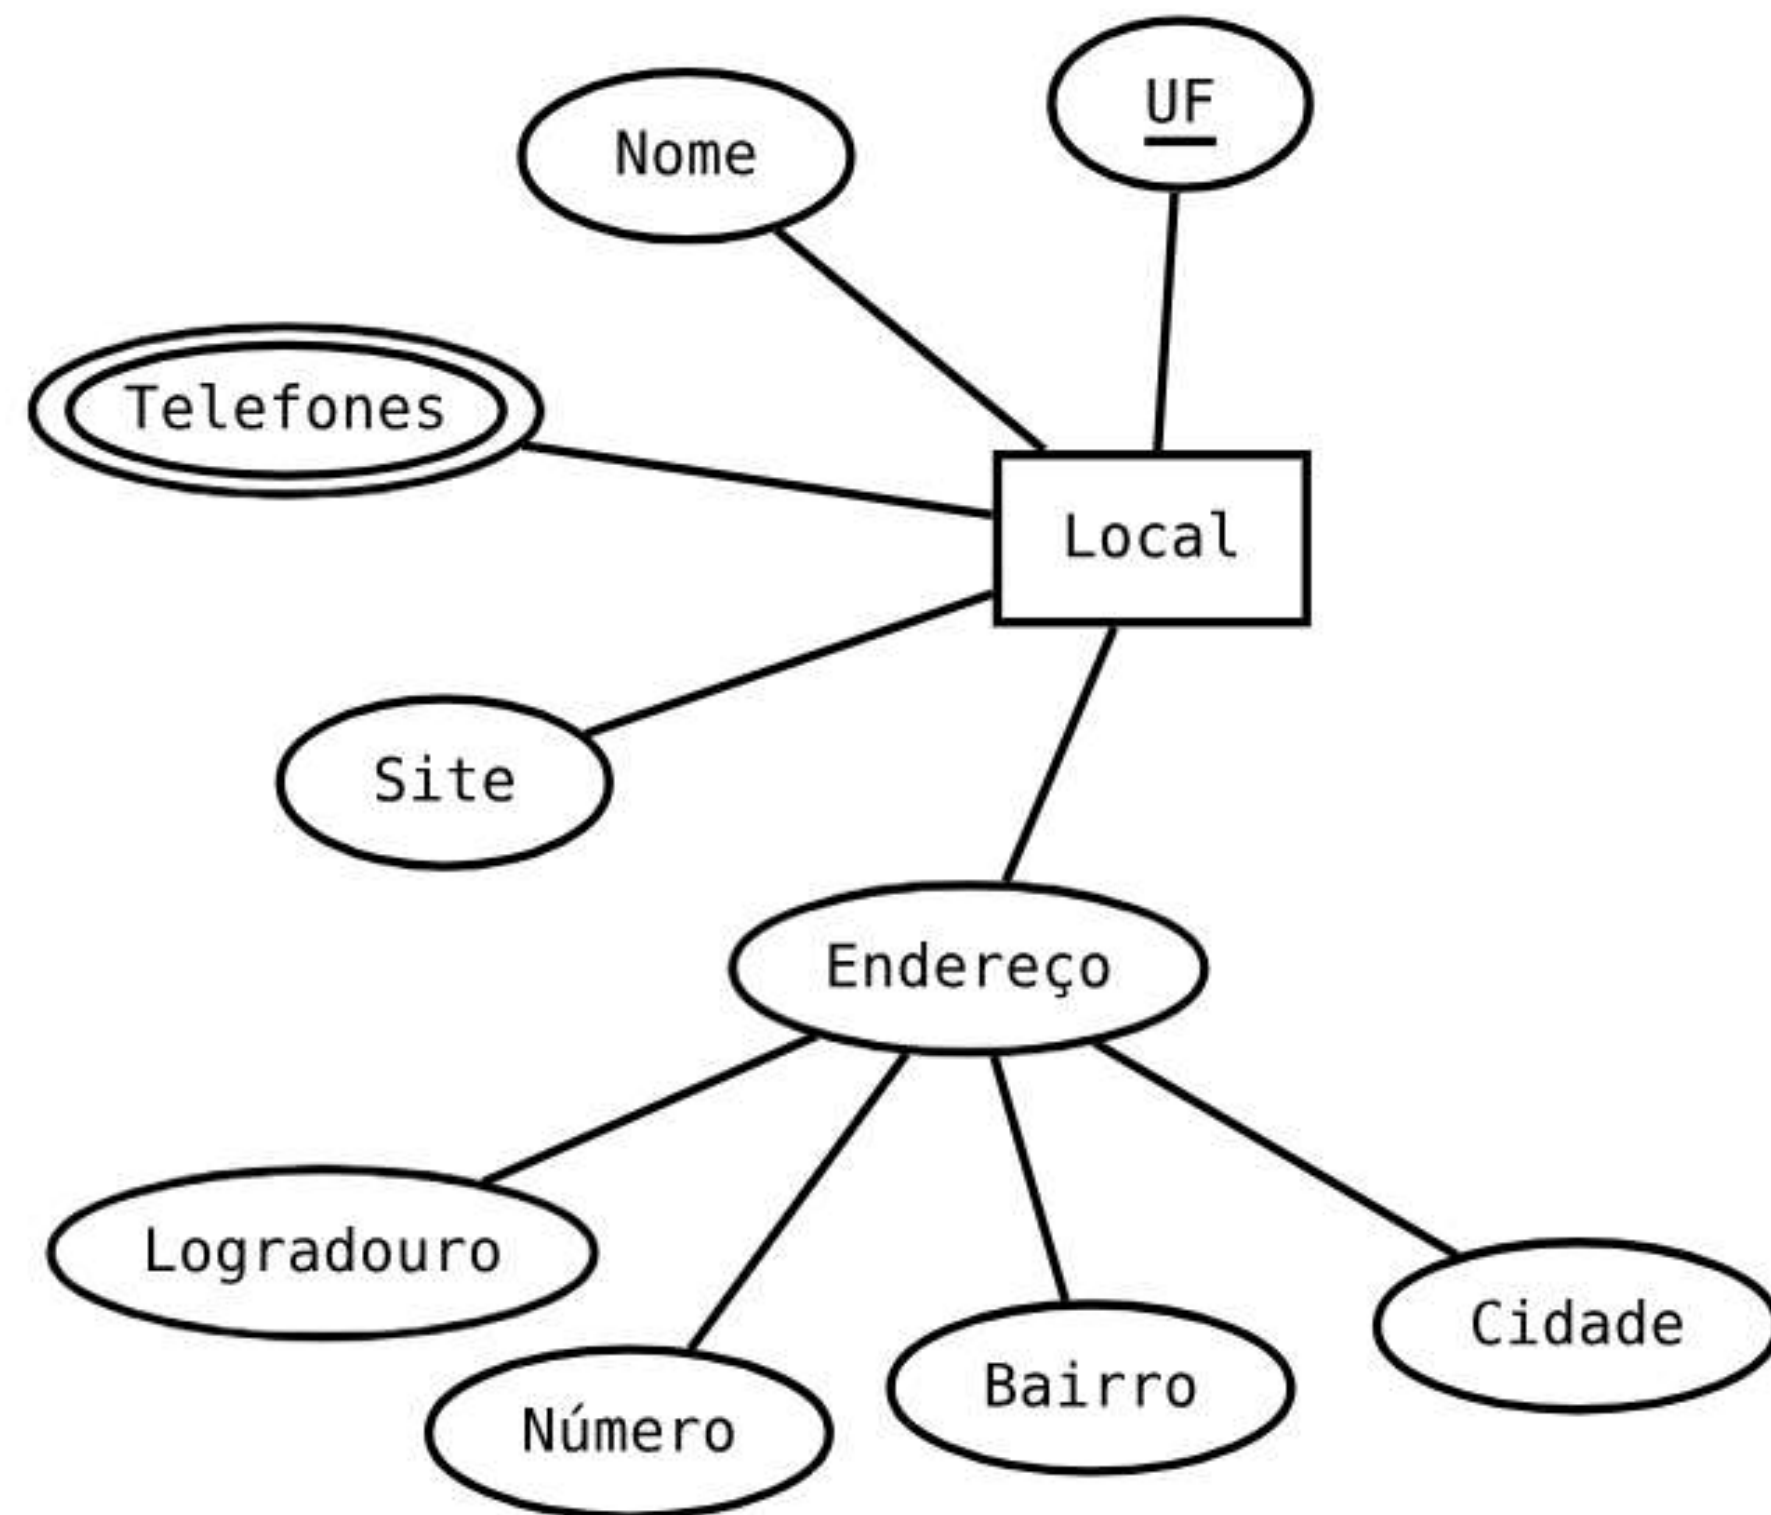 UF
Nome
Telefones
Local
Site
Endereço
Logradouro
Número
Bairro
Cidade